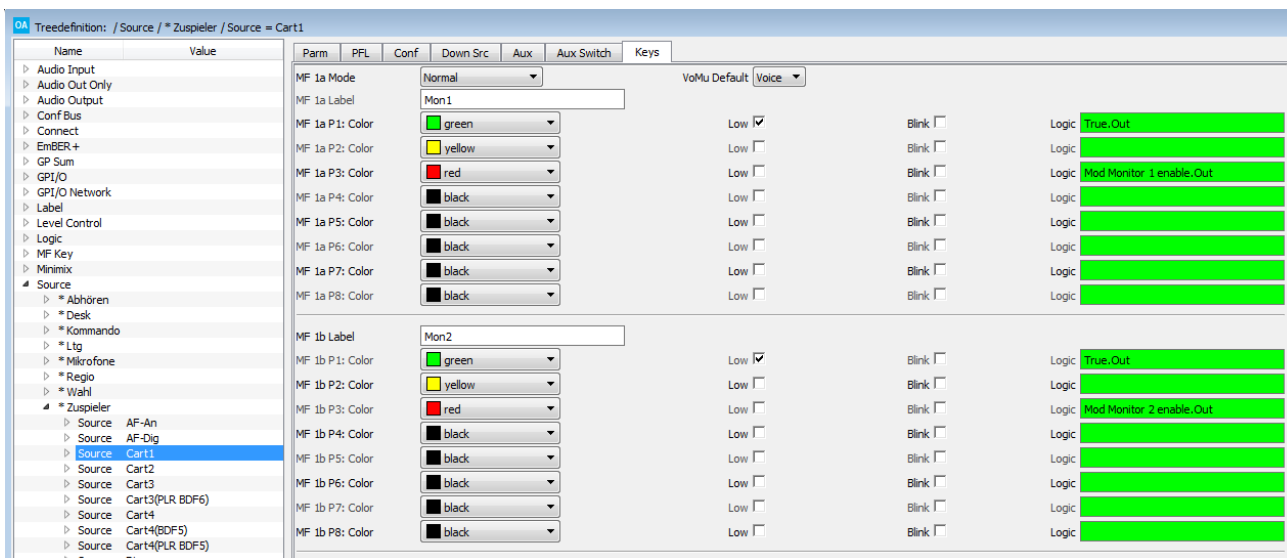 OA Treedefinition: / Source / * Zuspieler / Source = Cart1
Name Value
Audio Input
Audio Out Only
Audio Output
Conf Bus
Connect
EmBER+
GP Sum
GPI/O
GPI/O Network
Label
Level Control
Logic
MF Key
Minimix
Source
* Abhören
* Desk
* Kommando
* Ltg
* Mikrofone
* Regio
* Wahl
* Zuspieler
Source AF-An
Source AF-Dig
Source Cart1
Source Cart2
Source Cart3
Source Cart3(PLR BDF6)
Source Cart4
Source Cart4(BDF5)
Source Cart4(PLR BDF5)
Parm PFL Conf Down Src Aux Aux Switch Keys
MF 1a Mode Normal VoMu Default Voice
MF 1a Label Mon1
MF 1a P1: Color green Low Blink Logic True.Out
MF 1a P2: Color yellow Low Blink Logic
MF 1a P3: Color red Low Blink Logic Mod Monitor 1 enable.Out
MF 1a P4: Color black Low Blink Logic
MF 1a P5: Color black Low Blink Logic
MF 1a P6: Color black Low Blink Logic
MF 1a P7: Color black Low Blink Logic
MF 1a P8: Color black Low Blink Logic
MF 1b Label Mon2
MF 1b P1: Color green Low Blink Logic True.Out
MF 1b P2: Color yellow Low Blink Logic
MF 1b P3: Color red Low Blink Logic Mod Monitor 2 enable.Out
MF 1b P4: Color black Low Blink Logic
MF 1b P5: Color black Low Blink Logic
MF 1b P6: Color black Low Blink Logic
MF 1b P7: Color black Low Blink Logic
MF 1b P8: Color black Low Blink Logic